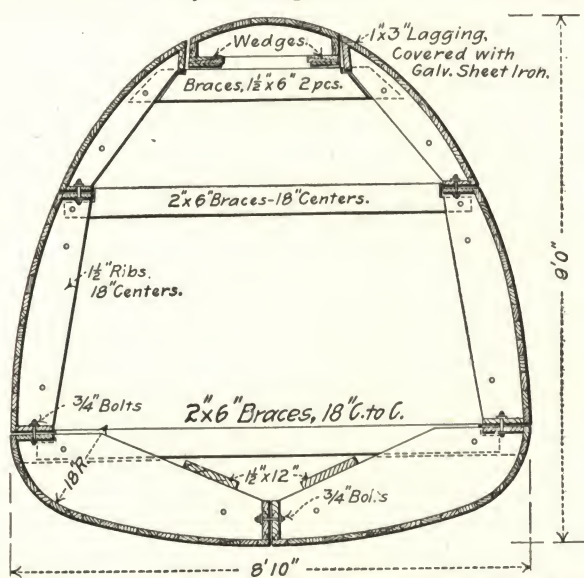 Wedges.
1"x3" Lagging,
Covered with
Galv. Sheet Iron.
Braces, 1½"x6" 2 pcs.
2"x6" Braces-18" Centers.
1½" Ribs.
18" Centers.
9'0"
3/4" Bolts
2"x6" Braces, 18" C. to C.
18"R.
1½"x12"
3/4" Bolts
8'10"